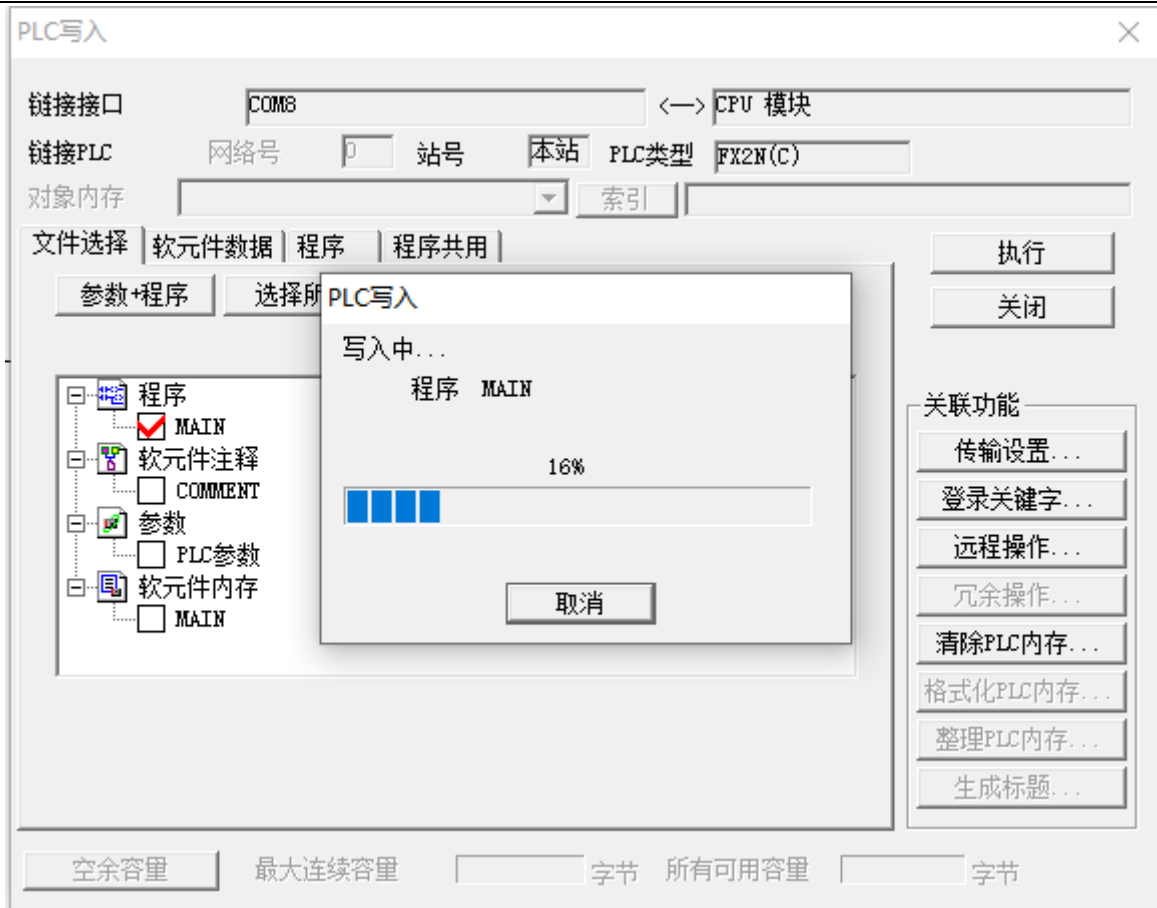 PLC写入
链接接口 COM8 <—> CPU 模块
链接PLC 网络号 0 站号 本站 PLC类型 FX2N(C)
对象内存 索引
文件选择 软元件数据 程序 程序共用
执行
参数+程序 选择所
关闭
PLC写入
写入中...
程序 MAIN
16%
取消
程序
MAIN
软元件注释
COMMENT
参数
PLC参数
软元件内存
MAIN
关联功能
传输设置...
登录关键字...
远程操作...
冗余操作...
清除PLC内存...
格式化PLC内存...
整理PLC内存...
生成标题...
空余容量 最大连续容量 字节 所有可用容量 字节